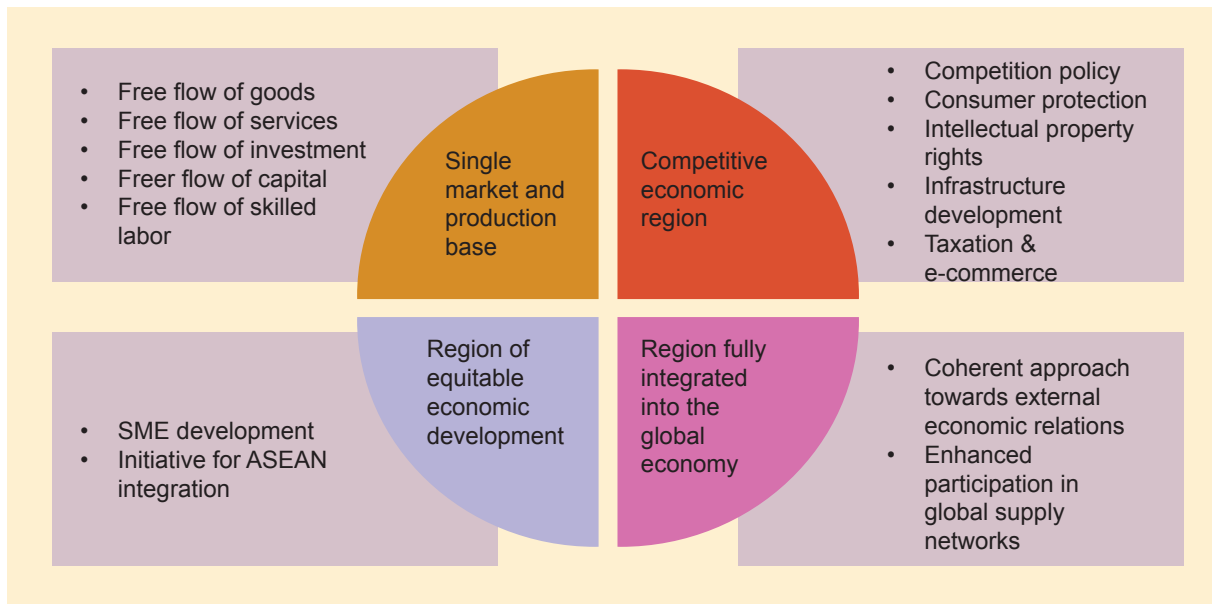 • Free flow of goods
• Free flow of services
• Free flow of investment
• Freer flow of capital
• Free flow of skilled
labor
Single
market and
production
base
Competitive
economic
region
• Competition policy
• Consumer protection
• Intellectual property
rights
• Infrastructure
development
• Taxation &
e-commerce
• SME development
• Initiative for ASEAN
integration
Region of
equitable
economic
development
Region fully
integrated
into the
global
economy
• Coherent approach
towards external
economic relations
• Enhanced
participation in
global supply
networks